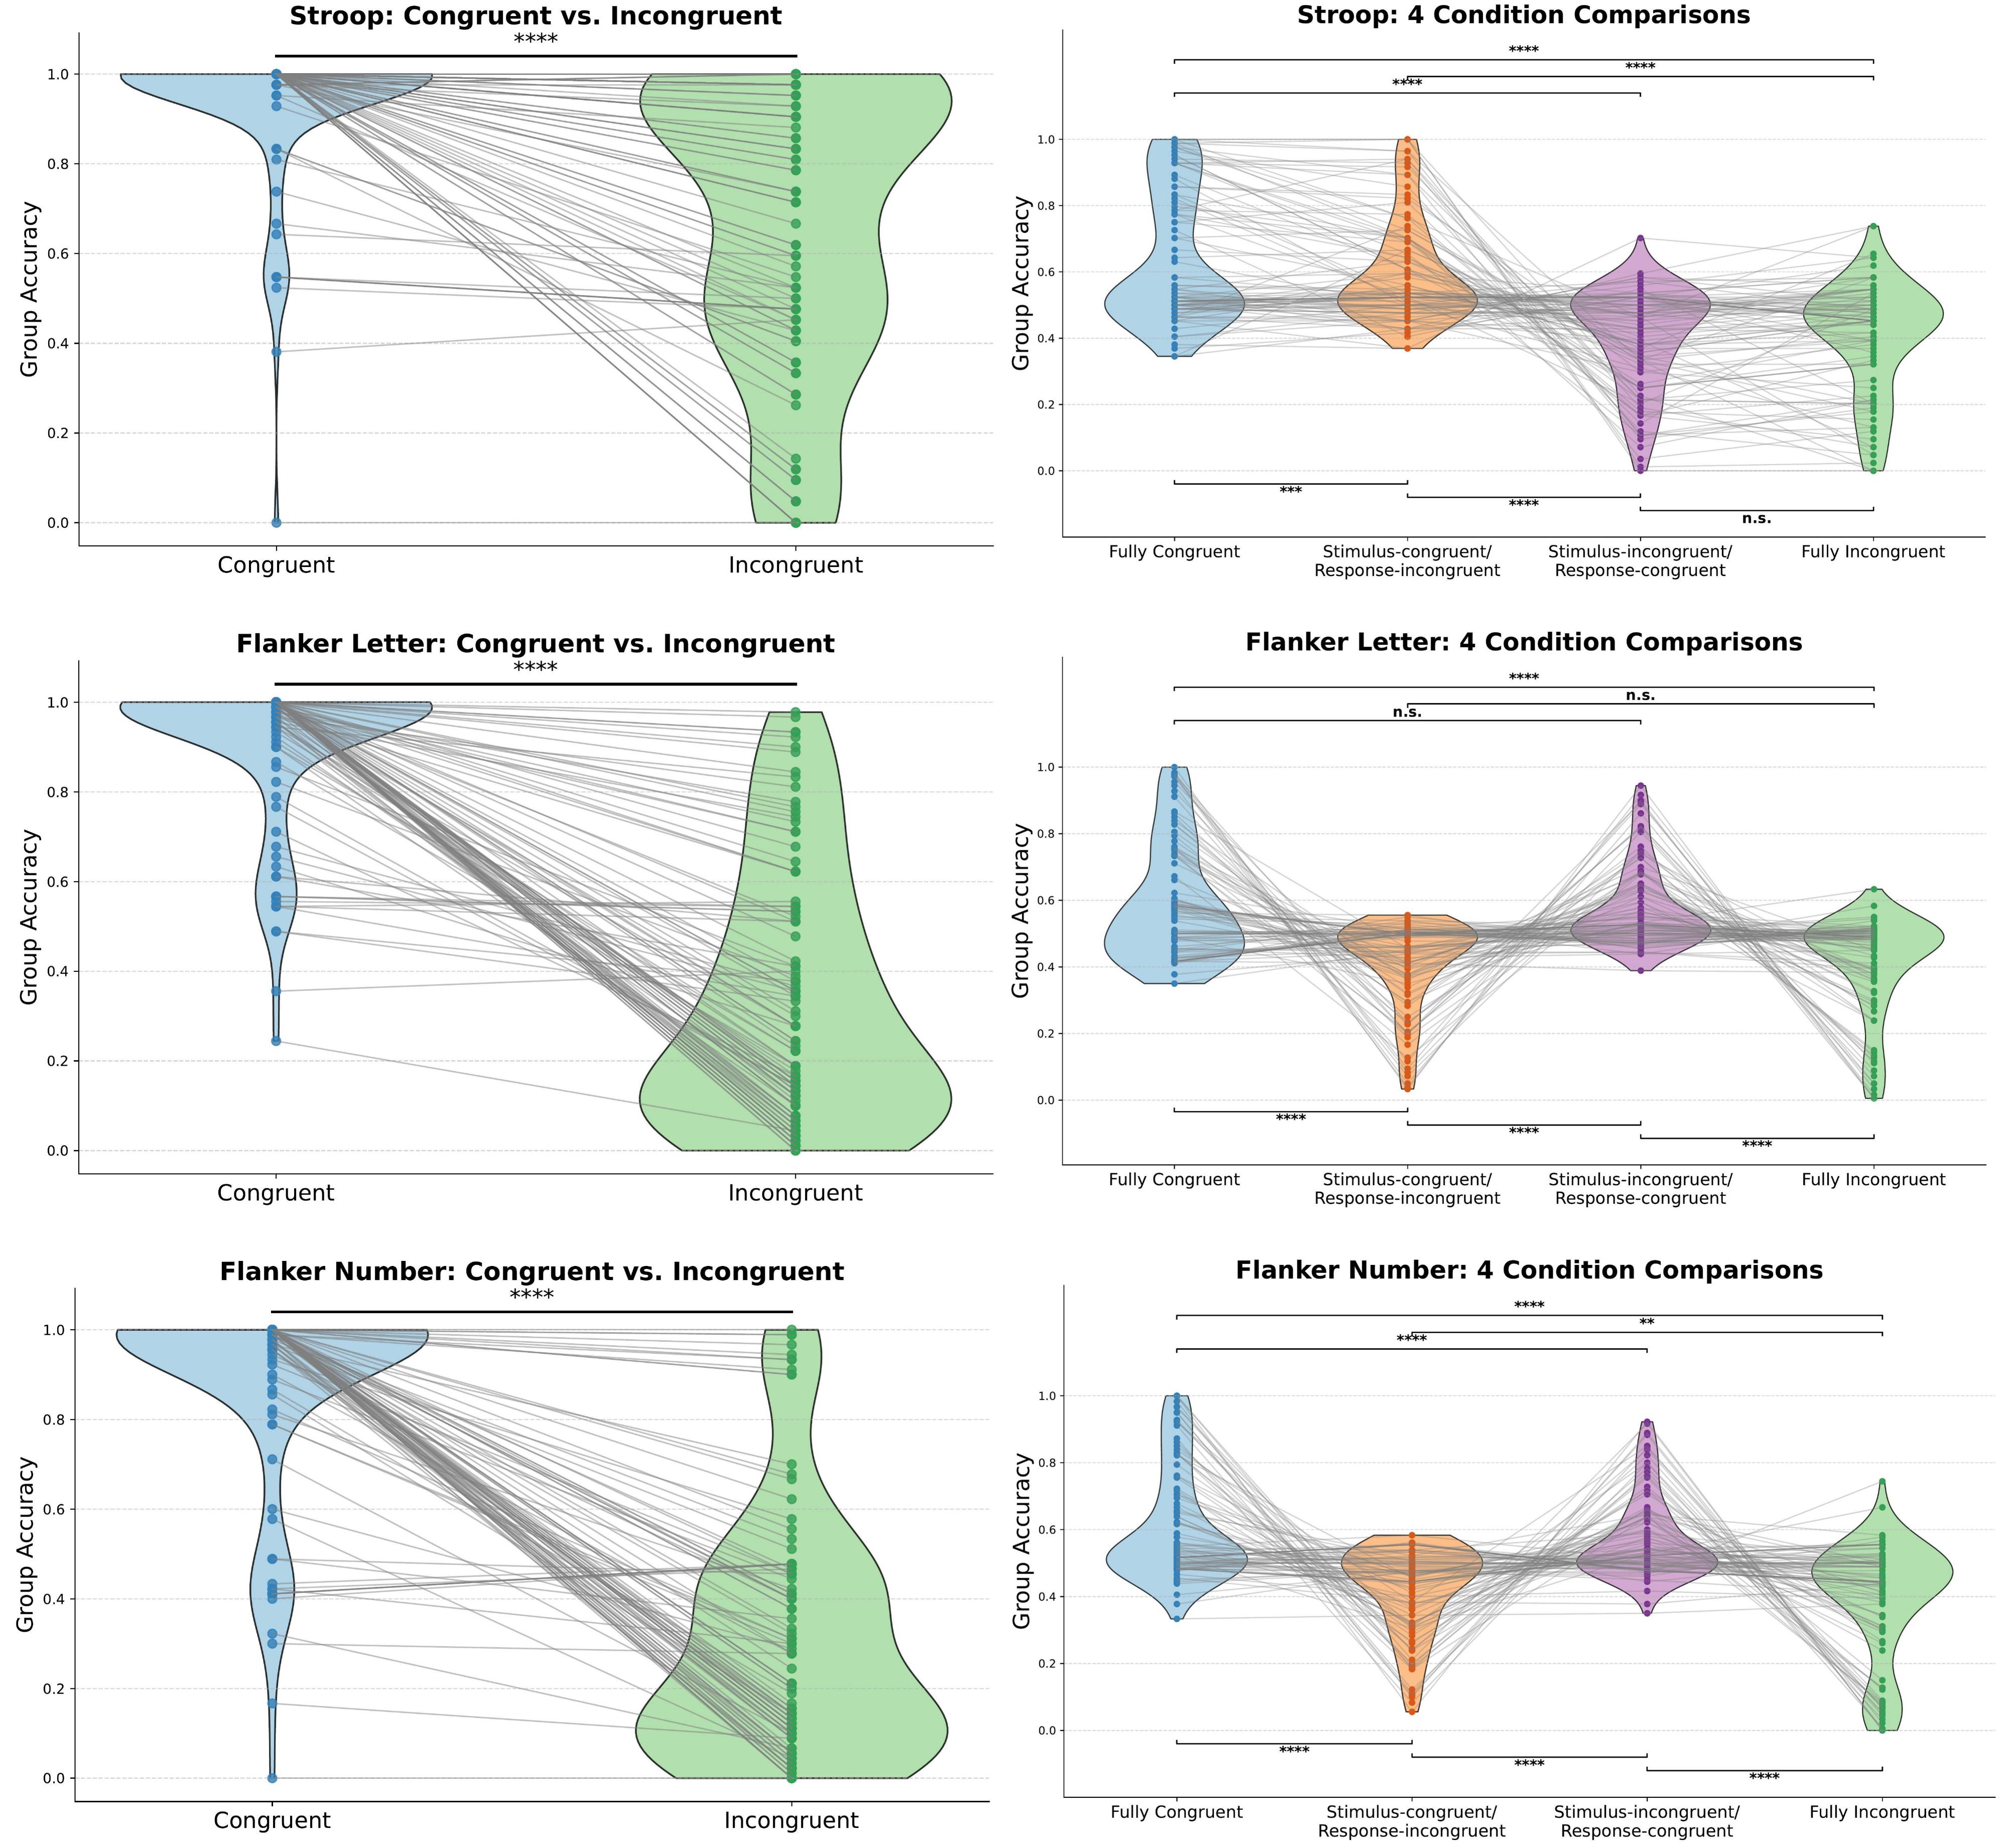 Stroop: Congruent vs. Incongruent
****
1.0
0.8
0.6
0.4
0.2
0.0
Group Accuracy
Congruent
Incongruent
Stroop: 4 Condition Comparisons
****
****
****
1.0
0.8
0.6
0.4
0.2
0.0
Group Accuracy
***
****
n.s.
Fully Congruent
Stimulus-congruent/
Response-incongruent
Stimulus-incongruent/
Response-congruent
Fully Incongruent
Flanker Letter: Congruent vs. Incongruent
****
1.0
0.8
0.6
0.4
0.2
0.0
Group Accuracy
Congruent
Incongruent
Flanker Letter: 4 Condition Comparisons
****
n.s.
n.s.
1.0
0.8
0.6
0.4
0.2
0.0
Group Accuracy
****
****
****
Fully Congruent
Stimulus-congruent/
Response-incongruent
Stimulus-incongruent/
Response-congruent
Fully Incongruent
Flanker Number: Congruent vs. Incongruent
****
1.0
0.8
0.6
0.4
0.2
0.0
Group Accuracy
Congruent
Incongruent
Flanker Number: 4 Condition Comparisons
****
**
****
1.0
0.8
0.6
0.4
0.2
0.0
Group Accuracy
****
****
****
Fully Congruent
Stimulus-congruent/
Response-incongruent
Stimulus-incongruent/
Response-congruent
Fully Incongruent